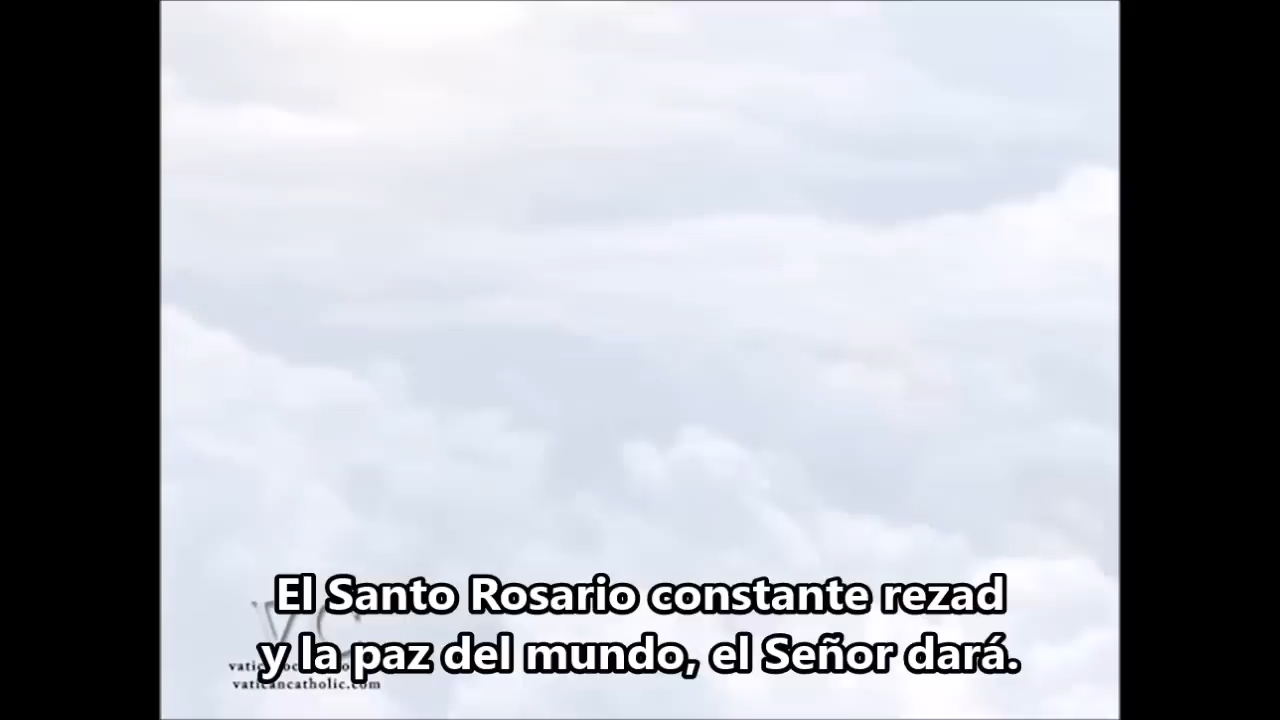 El Santo Rosario constante rezad
y la paz del mundo, el Señor dará.
vaticancatholic.com